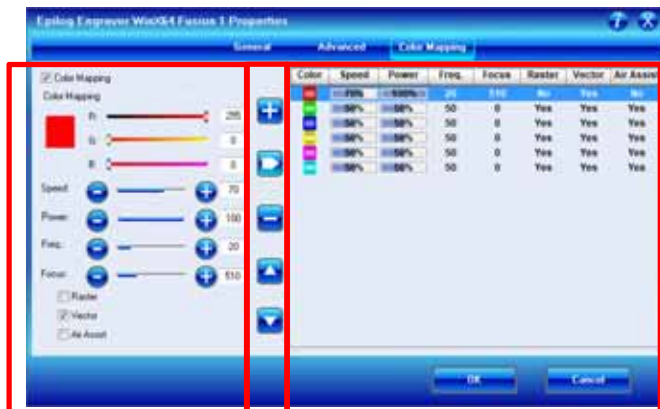 Epilog Engraver WinX64 Fusion 1 Properties
General Advanced Color Mapping
Color Mapping
Color Mapping
R: 255
G: 0
B: 0
Speed 70
Power 100
Freq. 20
Focus 510
Raster
Vector
Air Assist
Color Speed Power Freq. Focus Raster Vector Air Assist
70% 100% 20 510 No Yes No
50% 50% 50 0 Yes Yes Yes
50% 50% 50 0 Yes Yes Yes
50% 50% 50 0 Yes Yes Yes
50% 50% 50 0 Yes Yes Yes
50% 50% 50 0 Yes Yes Yes
OK Cancel